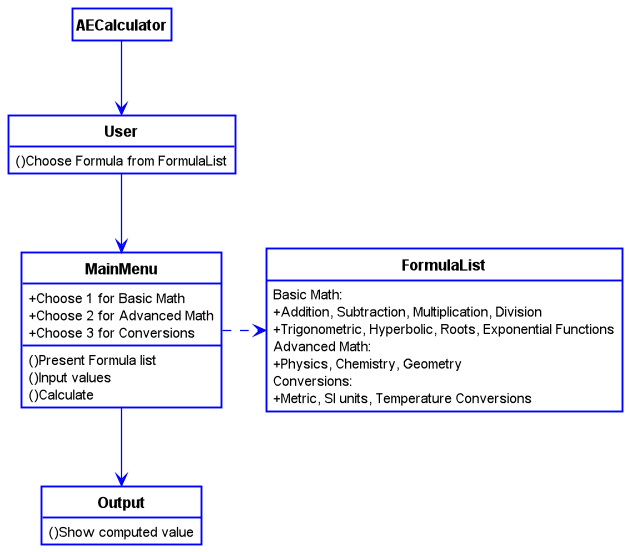 AECalculator
User
()Choose Formula from FormulaList
MainMenu
+Choose 1 for Basic Math
+Choose 2 for Advanced Math
+Choose 3 for Conversions
()Present Formula list
()Input values
()Calculate
FormulaList
Basic Math:
+Addition, Subtraction, Multiplication, Division
+Trigonometric, Hyperbolic, Roots, Exponential Functions
Advanced Math:
+Physics, Chemistry, Geometry
Conversions:
+Metric, SI units, Temperature Conversions
Output
()Show computed value